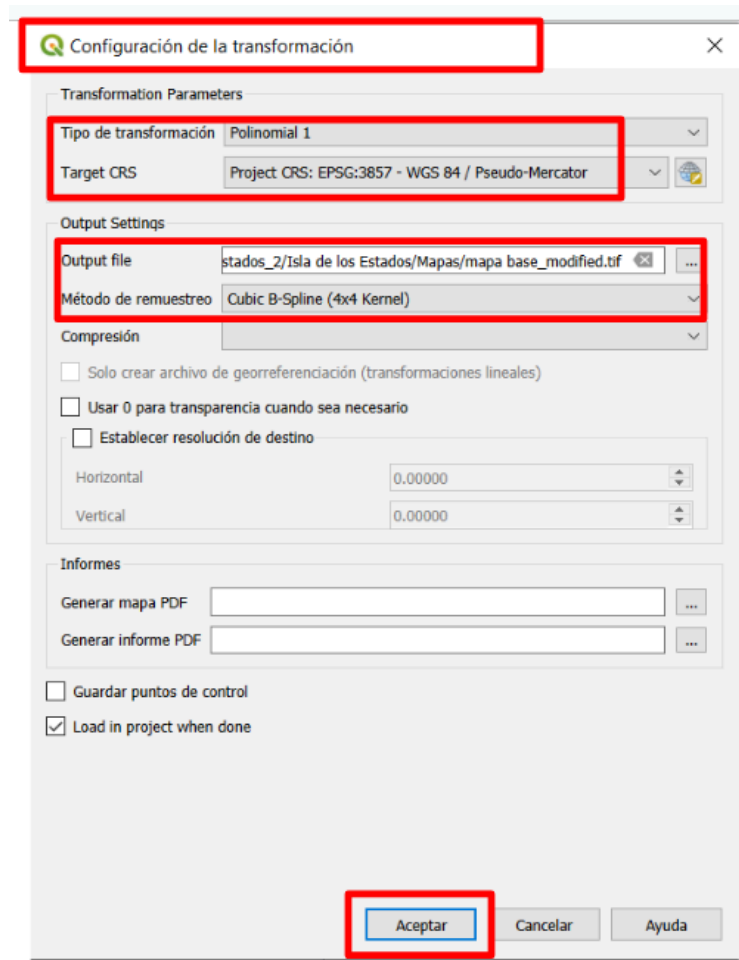 Configuración de la transformación
Transformation Parameters
Tipo de transformación Polinomial 1
Target CRS Project CRS: EPSG:3857 - WGS 84 / Pseudo-Mercator
Output Settings
Output file stados_2/Isla de los Estados/Mapas/mapa base_modified.tif ...
Método de remuestreo Cubic B-Spline (4x4 Kernel)
Compresión
Solo crear archivo de georreferenciación (transformaciones lineales)
Usar 0 para transparencia cuando sea necesario
Establecer resolución de destino
Horizontal 0.00000
Vertical 0.00000
Informes
Generar mapa PDF ...
Generar informe PDF ...
Guardar puntos de control
Load in project when done
Aceptar Cancelar Ayuda